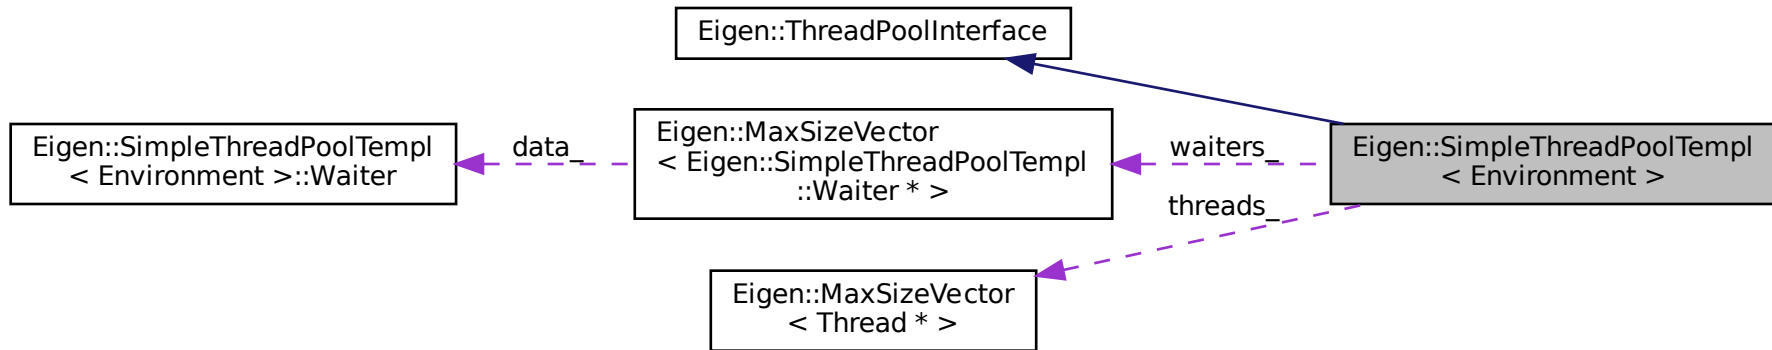 Eigen::ThreadPoolInterface
Eigen::SimpleThreadPoolTempl
< Environment >::Waiter
data_
Eigen::MaxSizeVector
< Eigen::SimpleThreadPoolTempl
::Waiter * >
waiters_
threads_
Eigen::SimpleThreadPoolTempl
< Environment >
Eigen::MaxSizeVector
< Thread * >